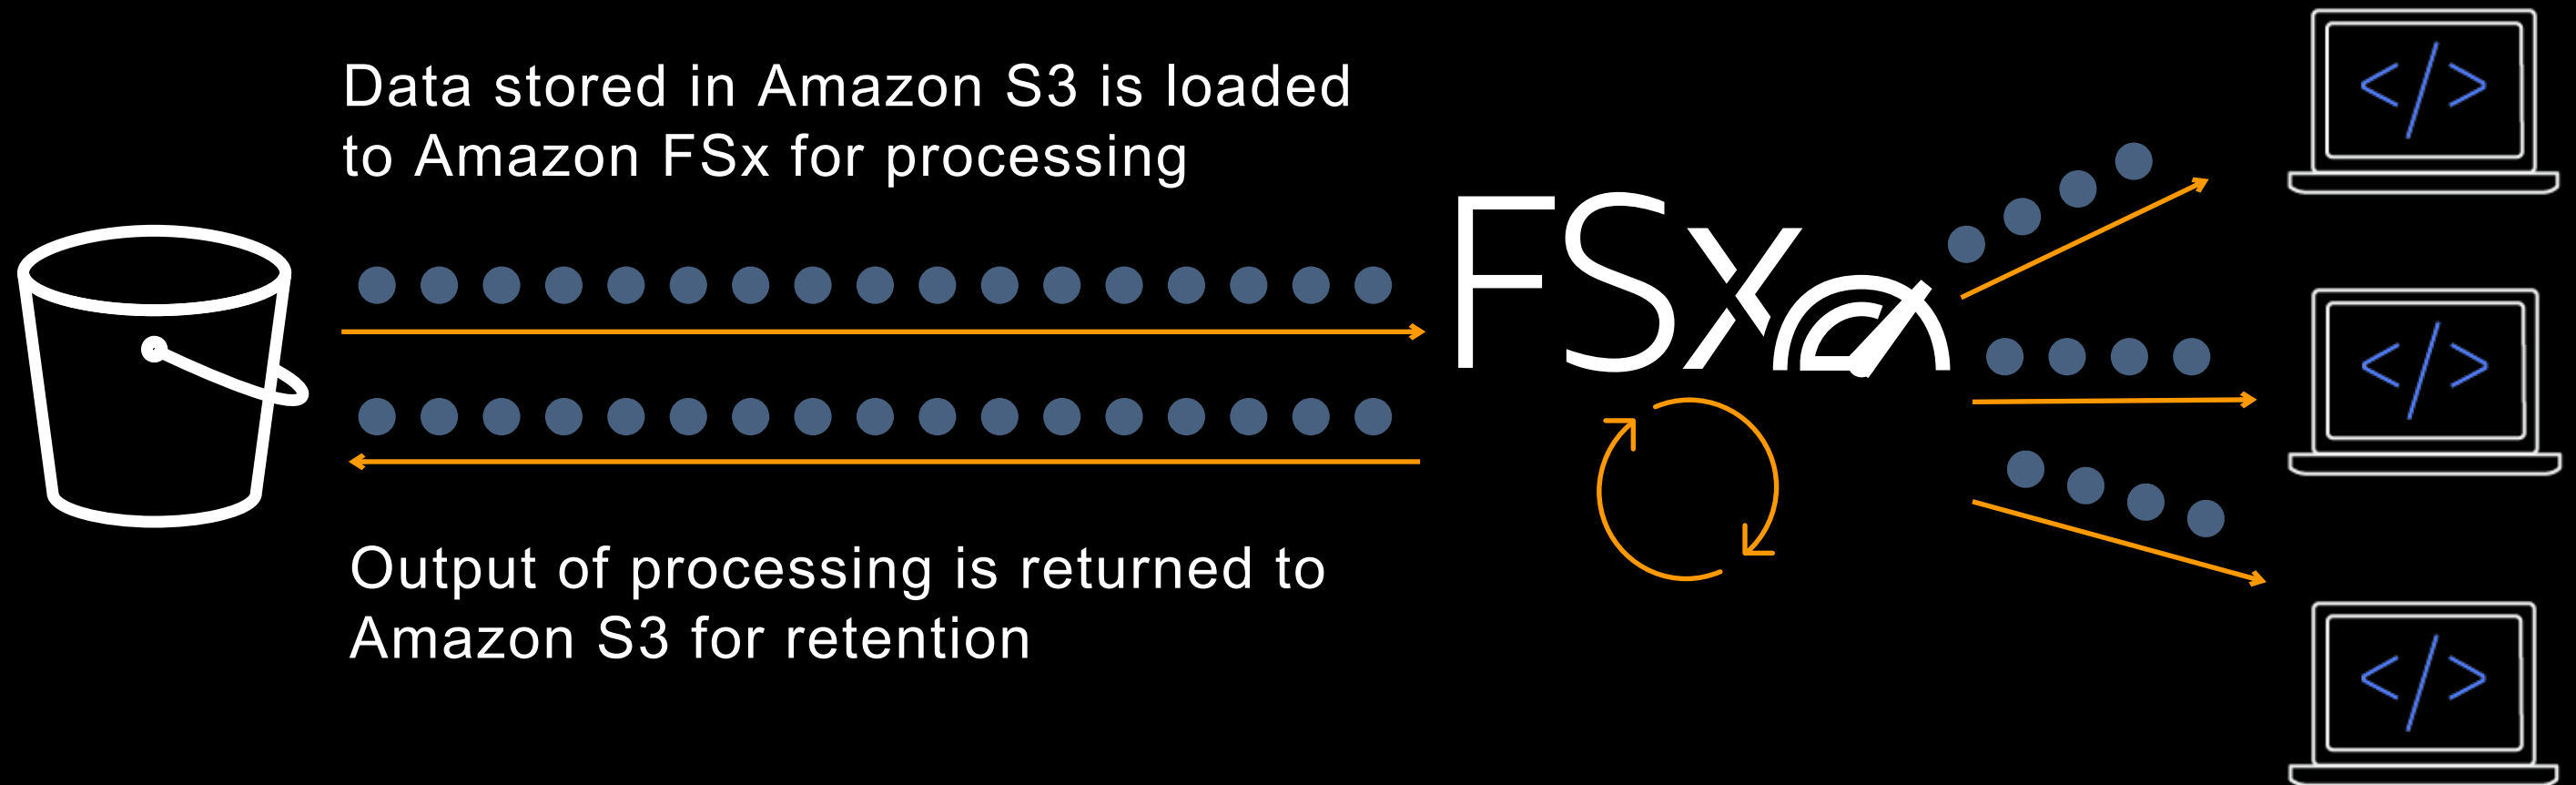 Data stored in Amazon S3 is loaded
to Amazon FSx for processing
FSx
Output of processing is returned to
Amazon S3 for retention
</>
</>
</>